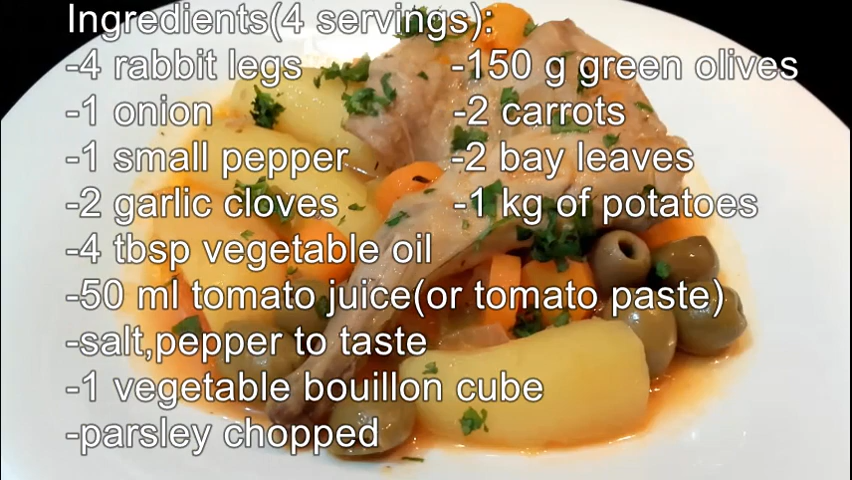 Ingredients(4 servings):
-4 rabbit legs -150 g green olives
-1 onion -2 carrots
-1 small pepper -2 bay leaves
-2 garlic cloves -1 kg of potatoes
-4 tbsp vegetable oil
-50 ml tomato juice(or tomato paste)
-salt,pepper to taste
-1 vegetable bouillon cube
-parsley chopped